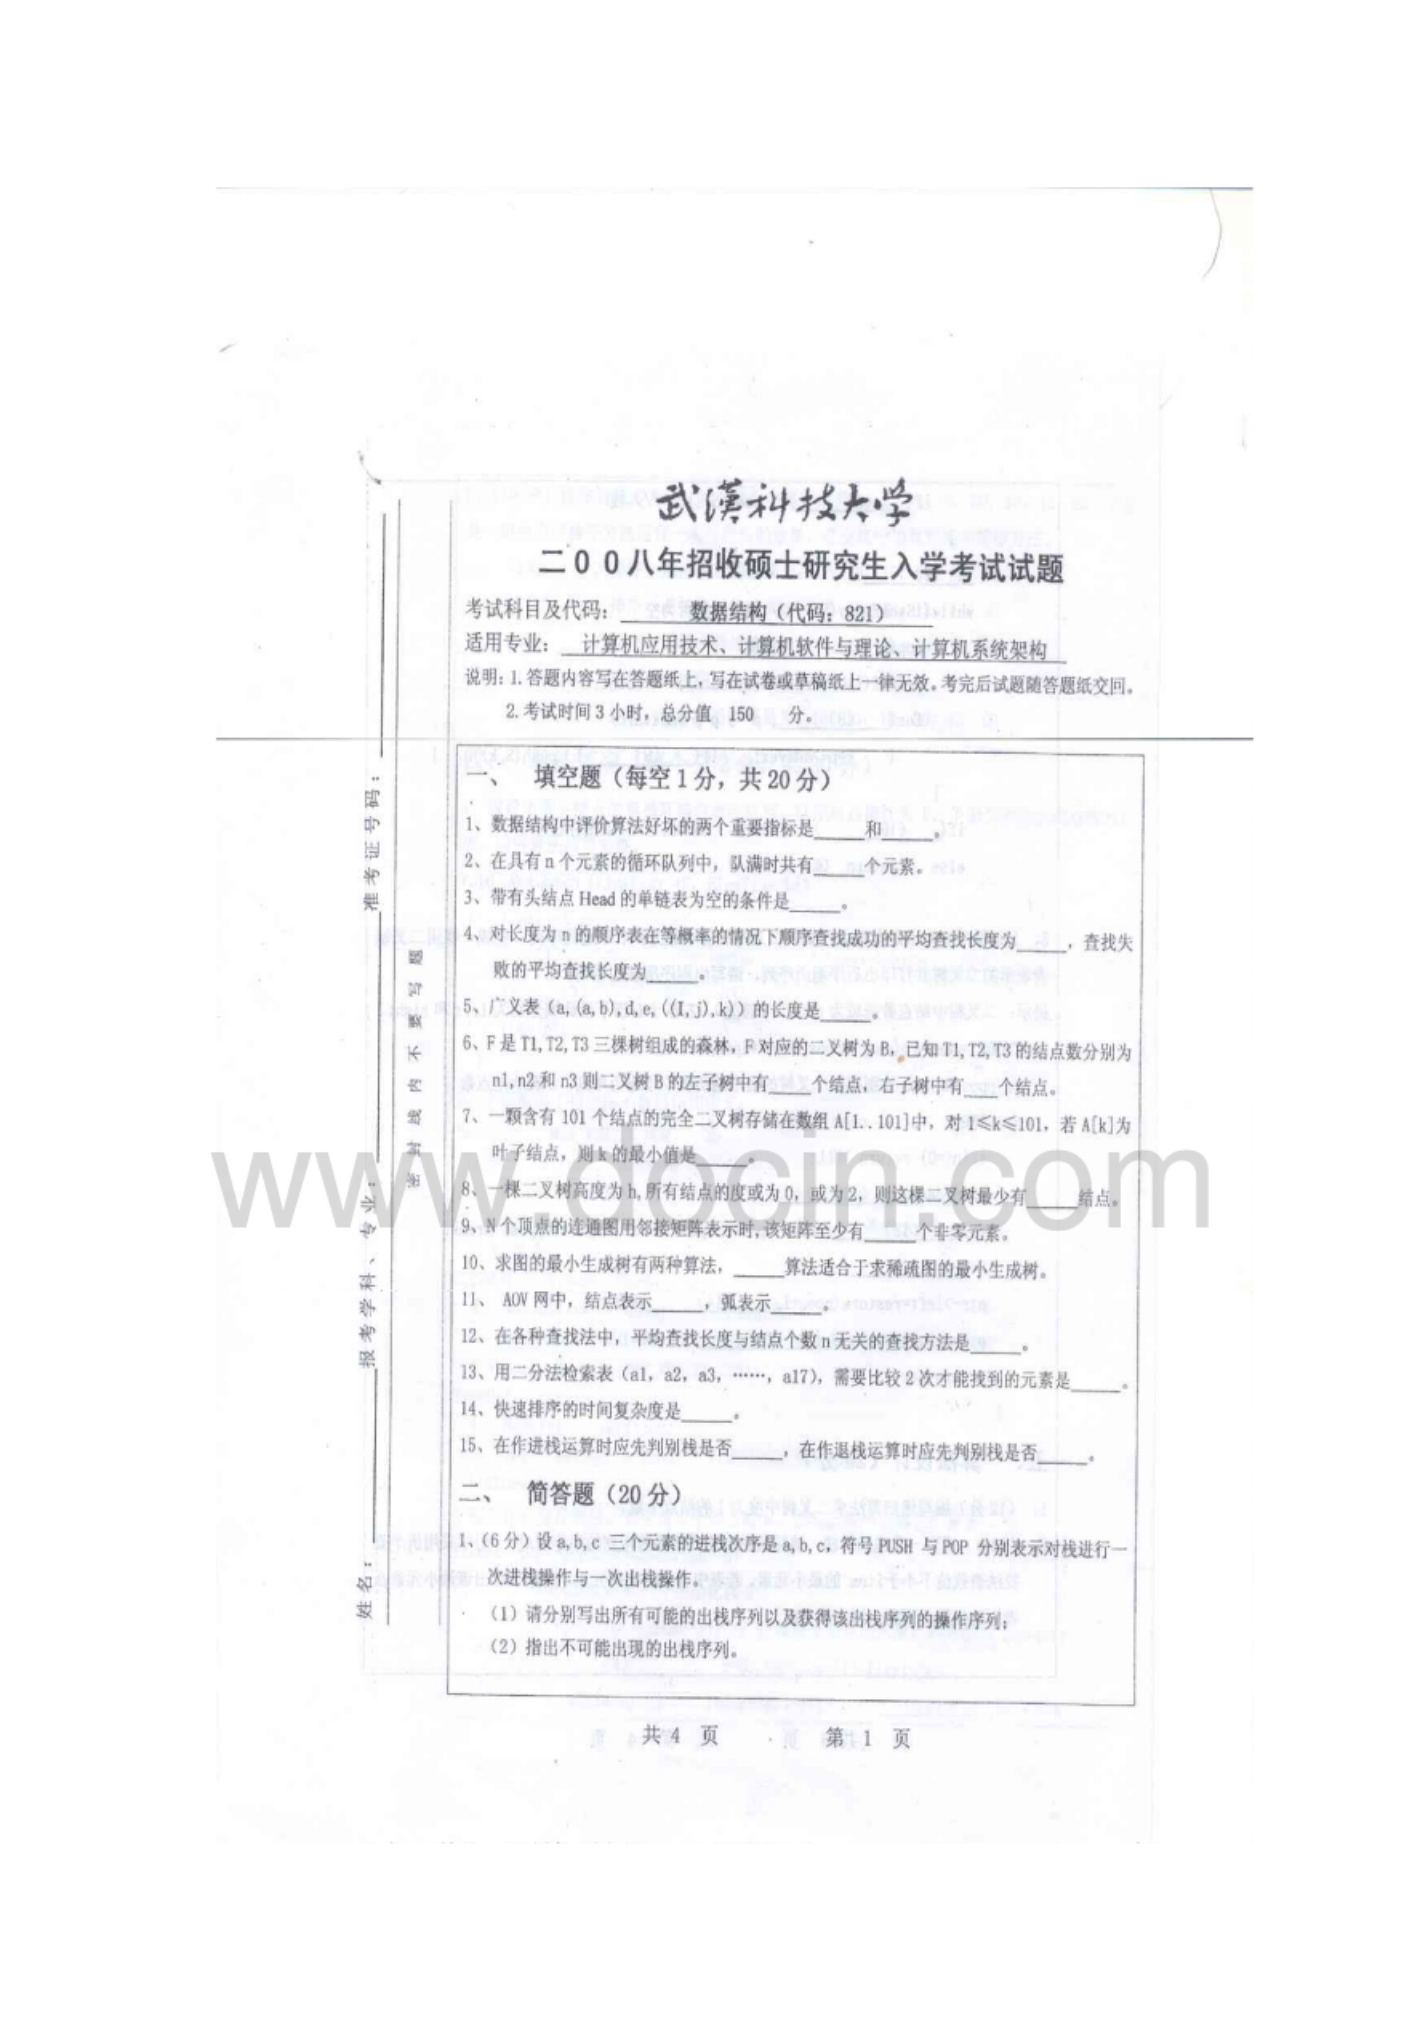 武漢科技大学
二００八年招收硕士研究生入学考试试题
考试科目及代码： 数据结构（代码：821）
适用专业： 计算机应用技术、计算机软件与理论、计算机系统架构
说明：1.答题内容写在答题纸上，写在试卷或草稿纸上一律无效。考完后试题随答题纸交回。
2.考试时间3小时，总分值 150 分。
一、 填空题（每空1分，共20分）
1、数据结构中评价算法好坏的两个重要指标是_____和_____。
2、在具有n个元素的循环队列中，队满时共有_____个元素。
3、带有头结点Head的单链表为空的条件是_____。
4、对长度为n的顺序表在等概率的情况下顺序查找成功的平均查找长度为_____，查找失
败的平均查找长度为_____。
5、广义表（a,(a,b),d,e,((I,j),k)）的长度是_____。
6、F是T1,T2,T3三棵树组成的森林，F对应的二叉树为B，已知T1,T2,T3的结点数分别为
n1,n2和n3则二叉树B的左子树中有____个结点，右子树中有____个结点。
7、一颗含有101个结点的完全二叉树存储在数组A[1..101]中，对1≤k≤101，若A[k]为
叶子结点，则k的最小值是_____。
8、一棵二叉树高度为h,所有结点的度或为0，或为2，则这棵二叉树最少有_____结点。
9、N个顶点的连通图用邻接矩阵表示时,该矩阵至少有_____个非零元素。
10、求图的最小生成树有两种算法，_____算法适合于求稀疏图的最小生成树。
11、 AOV网中，结点表示_____，弧表示_____。
12、在各种查找法中，平均查找长度与结点个数n无关的查找方法是_____。
13、用二分法检索表（a1，a2，a3，……，a17），需要比较2次才能找到的元素是_____。
14、快速排序的时间复杂度是_____。
15、在作进栈运算时应先判别栈是否_____，在作退栈运算时应先判别栈是否_____。
二、 简答题（20分）
1、（6分）设a,b,c 三个元素的进栈次序是a,b,c，符号PUSH 与POP 分别表示对栈进行一
次进栈操作与一次出栈操作。
（1）请分别写出所有可能的出栈序列以及获得该出栈序列的操作序列；
（2）指出不可能出现的出栈序列。
共 4 页 第 1 页
姓名： 报考学科、专业： 准考证号码：
密封线内不要写题
www.docin.com